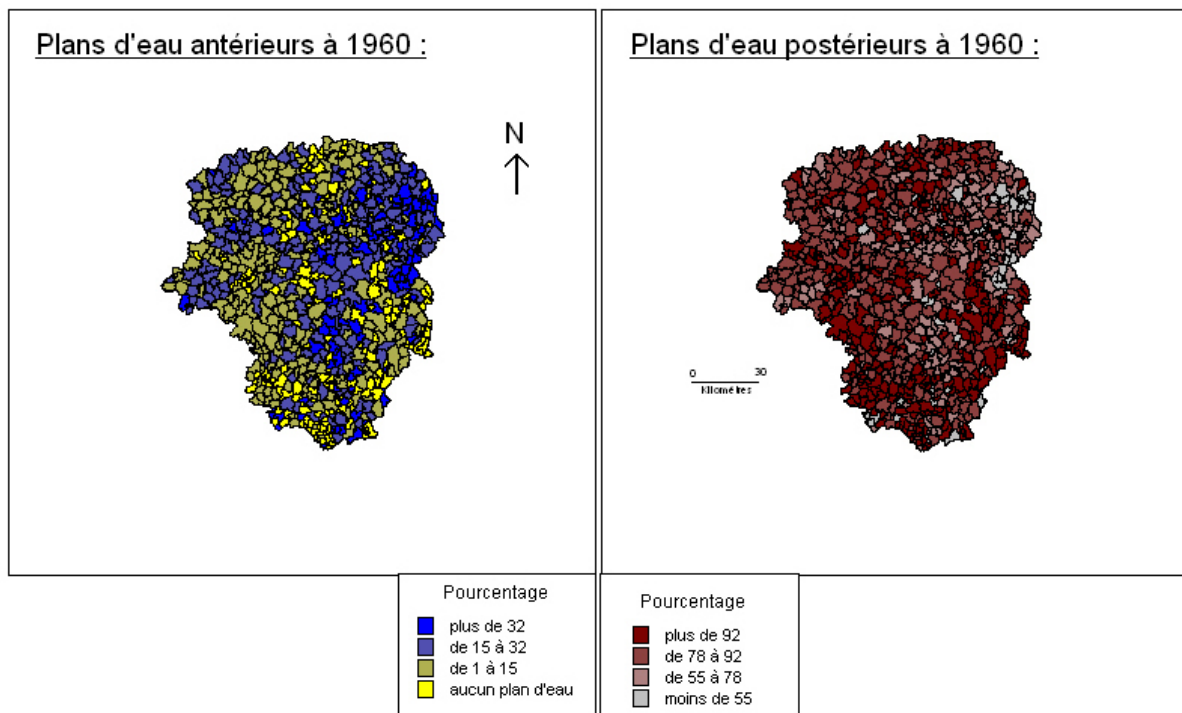 Plans d'eau antérieurs à 1960 :
N
Plans d'eau postérieurs à 1960 :
0 30
Kilomètres
Pourcentage
plus de 32
de 15 à 32
de 1 à 15
aucun plan d'eau
Pourcentage
plus de 92
de 78 à 92
de 55 à 78
moins de 55